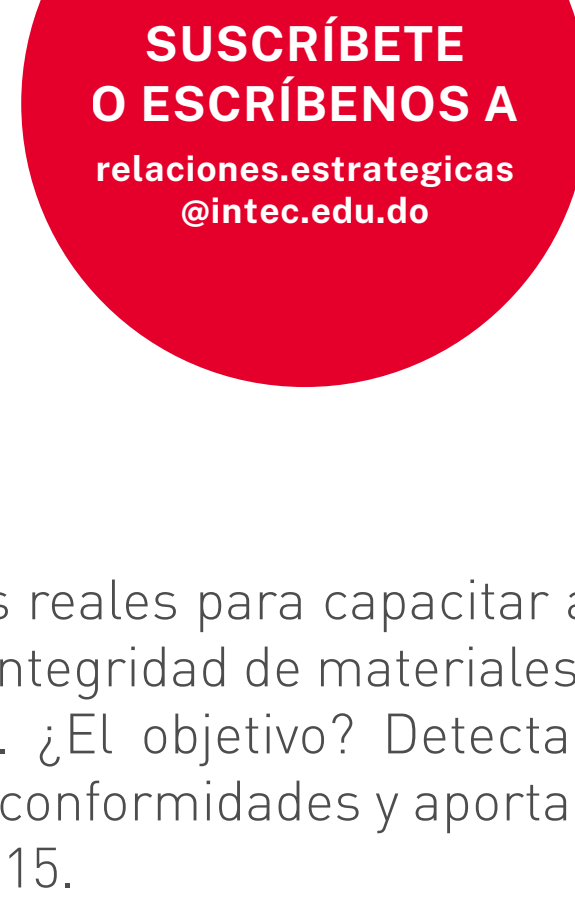 SUSCRÍBETE
O ESCRÍBENOS A
relaciones.estrategicas
@intec.edu.do
s reales para capacitar a
ntegridad de materiales
. ¿El objetivo? Detecta
conformidades y aporta
15.